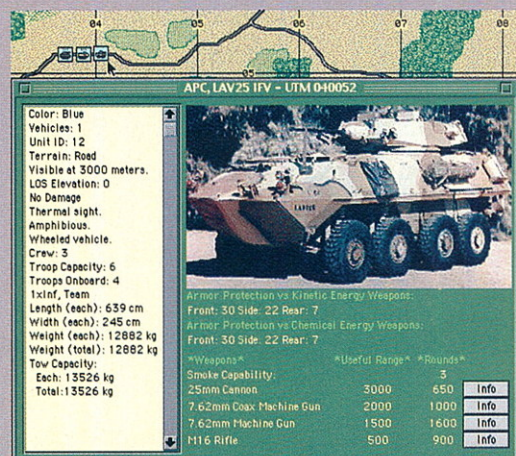 04 05 06 07 08
05
APC, LAV25 IFV - UTM 040052
Color: Blue
Vehicles: 1
Unit ID: 12
Terrain: Road
Visible at 3000 meters.
LOS Elevation: 0
No Damage
Thermal sight.
Amphibious.
Wheeled vehicle.
Crew: 3
Troop Capacity: 6
Troops Onboard: 4
1xInf, Team
Length (each): 639 cm
Width (each): 245 cm
Weight (each): 12882 kg
Weight (total): 12882 kg
Tow Capacity:
Each: 13526 kg
Total: 13526 kg
Armor Protection vs Kinetic Energy Weapons:
Front: 30 Side: 22 Rear: 7
Armor Protection vs Chemical Energy Weapons:
Front: 30 Side: 22 Rear: 7
*Weapons* *Useful Range* *Rounds*
Smoke Capability: 3
25mm Cannon 3000 650 Info
7.62mm Coax Machine Gun 2000 1000 Info
7.62mm Machine Gun 1500 1600 Info
M16 Rifle 500 900 Info